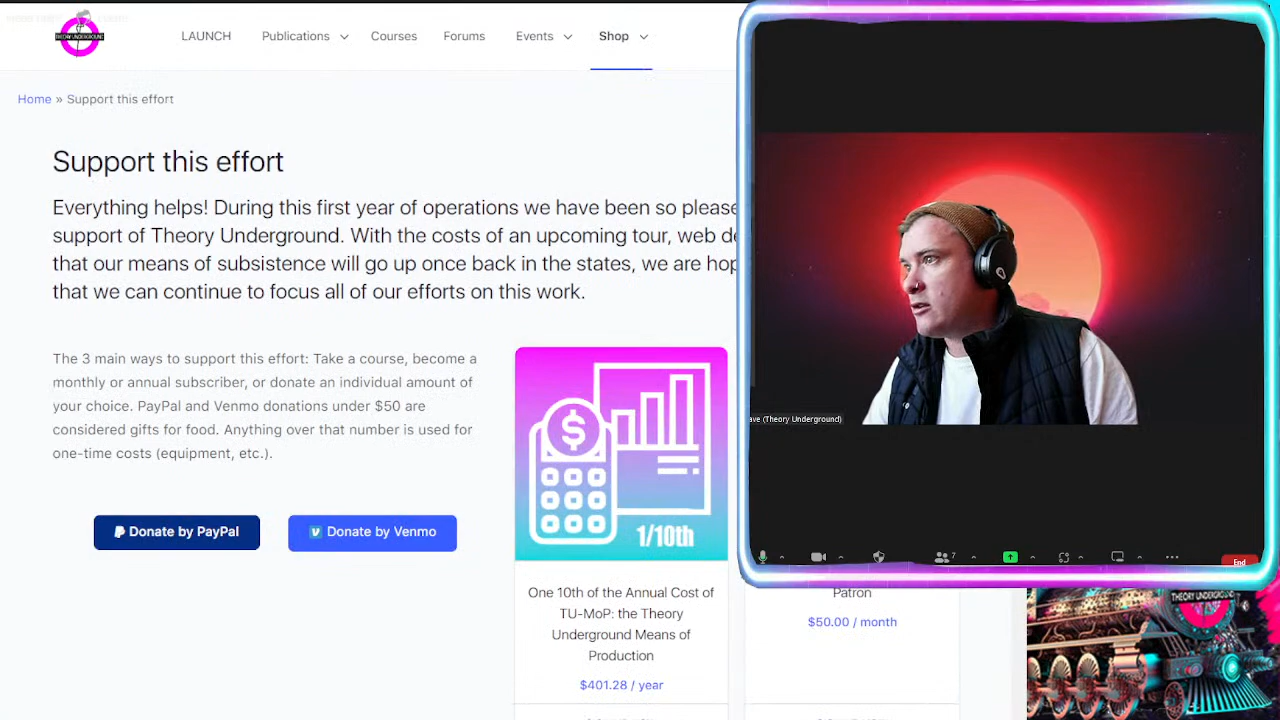 THEORY UNDERGROUND
LAUNCH
Publications
Courses
Forums
Events
Shop
Home » Support this effort
Support this effort
Everything helps! During this first year of operations we have been so please
support of Theory Underground. With the costs of an upcoming tour, web de
that our means of subsistence will go up once back in the states, we are hop
that we can continue to focus all of our efforts on this work.
The 3 main ways to support this effort: Take a course, become a
monthly or annual subscriber, or donate an individual amount of
your choice. PayPal and Venmo donations under $50 are
considered gifts for food. Anything over that number is used for
one-time costs (equipment, etc.).
Donate by PayPal
Donate by Venmo
$
1/10th
One 10th of the Annual Cost of
TU-MoP: the Theory
Underground Means of
Production
$401.28 / year
Patron
$50.00 / month
ave (Theory Underground)
7
End
THEORY UNDERGROUND